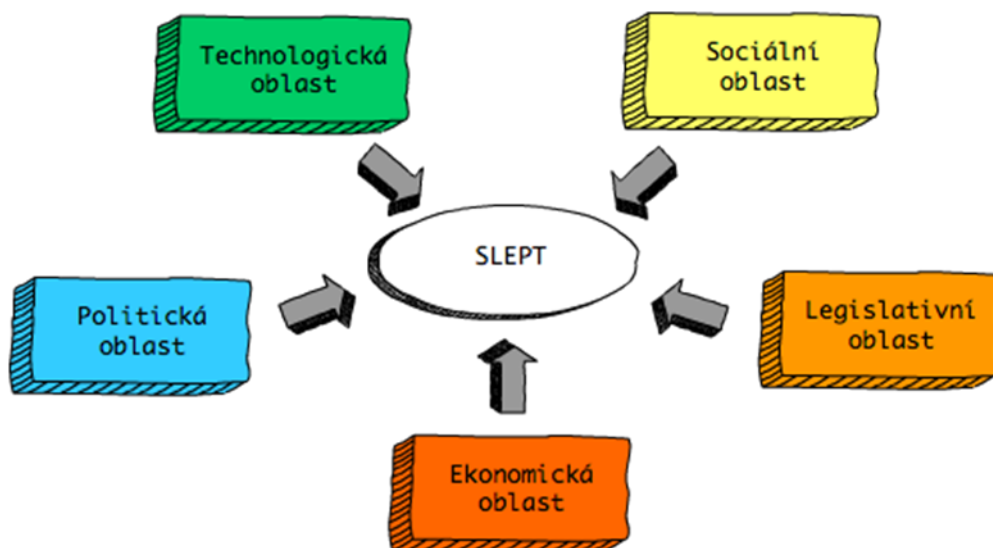 Technologická
oblast
Sociální
oblast
SLEPT
Politická
oblast
Legislativní
oblast
Ekonomická
oblast